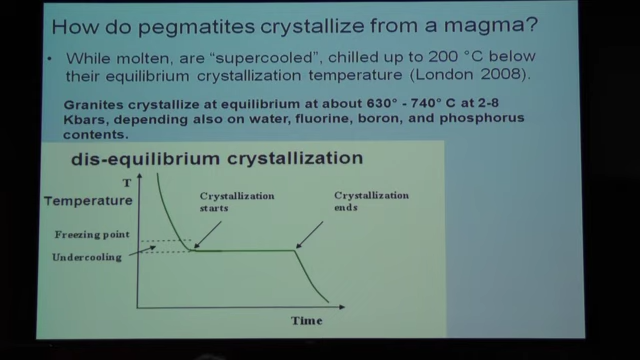 How do pegmatites crystallize from a magma?
• While molten, are “supercooled”, chilled up to 200 °C below
their equilibrium crystallization temperature (London 2008).
Granites crystallize at equilibrium at about 630° - 740° C at 2-8
Kbars, depending also on water, fluorine, boron, and phosphorus
contents.
dis-equilibrium crystallization
T
Temperature
Crystallization
starts
Crystallization
ends
Freezing point
Undercooling
Time